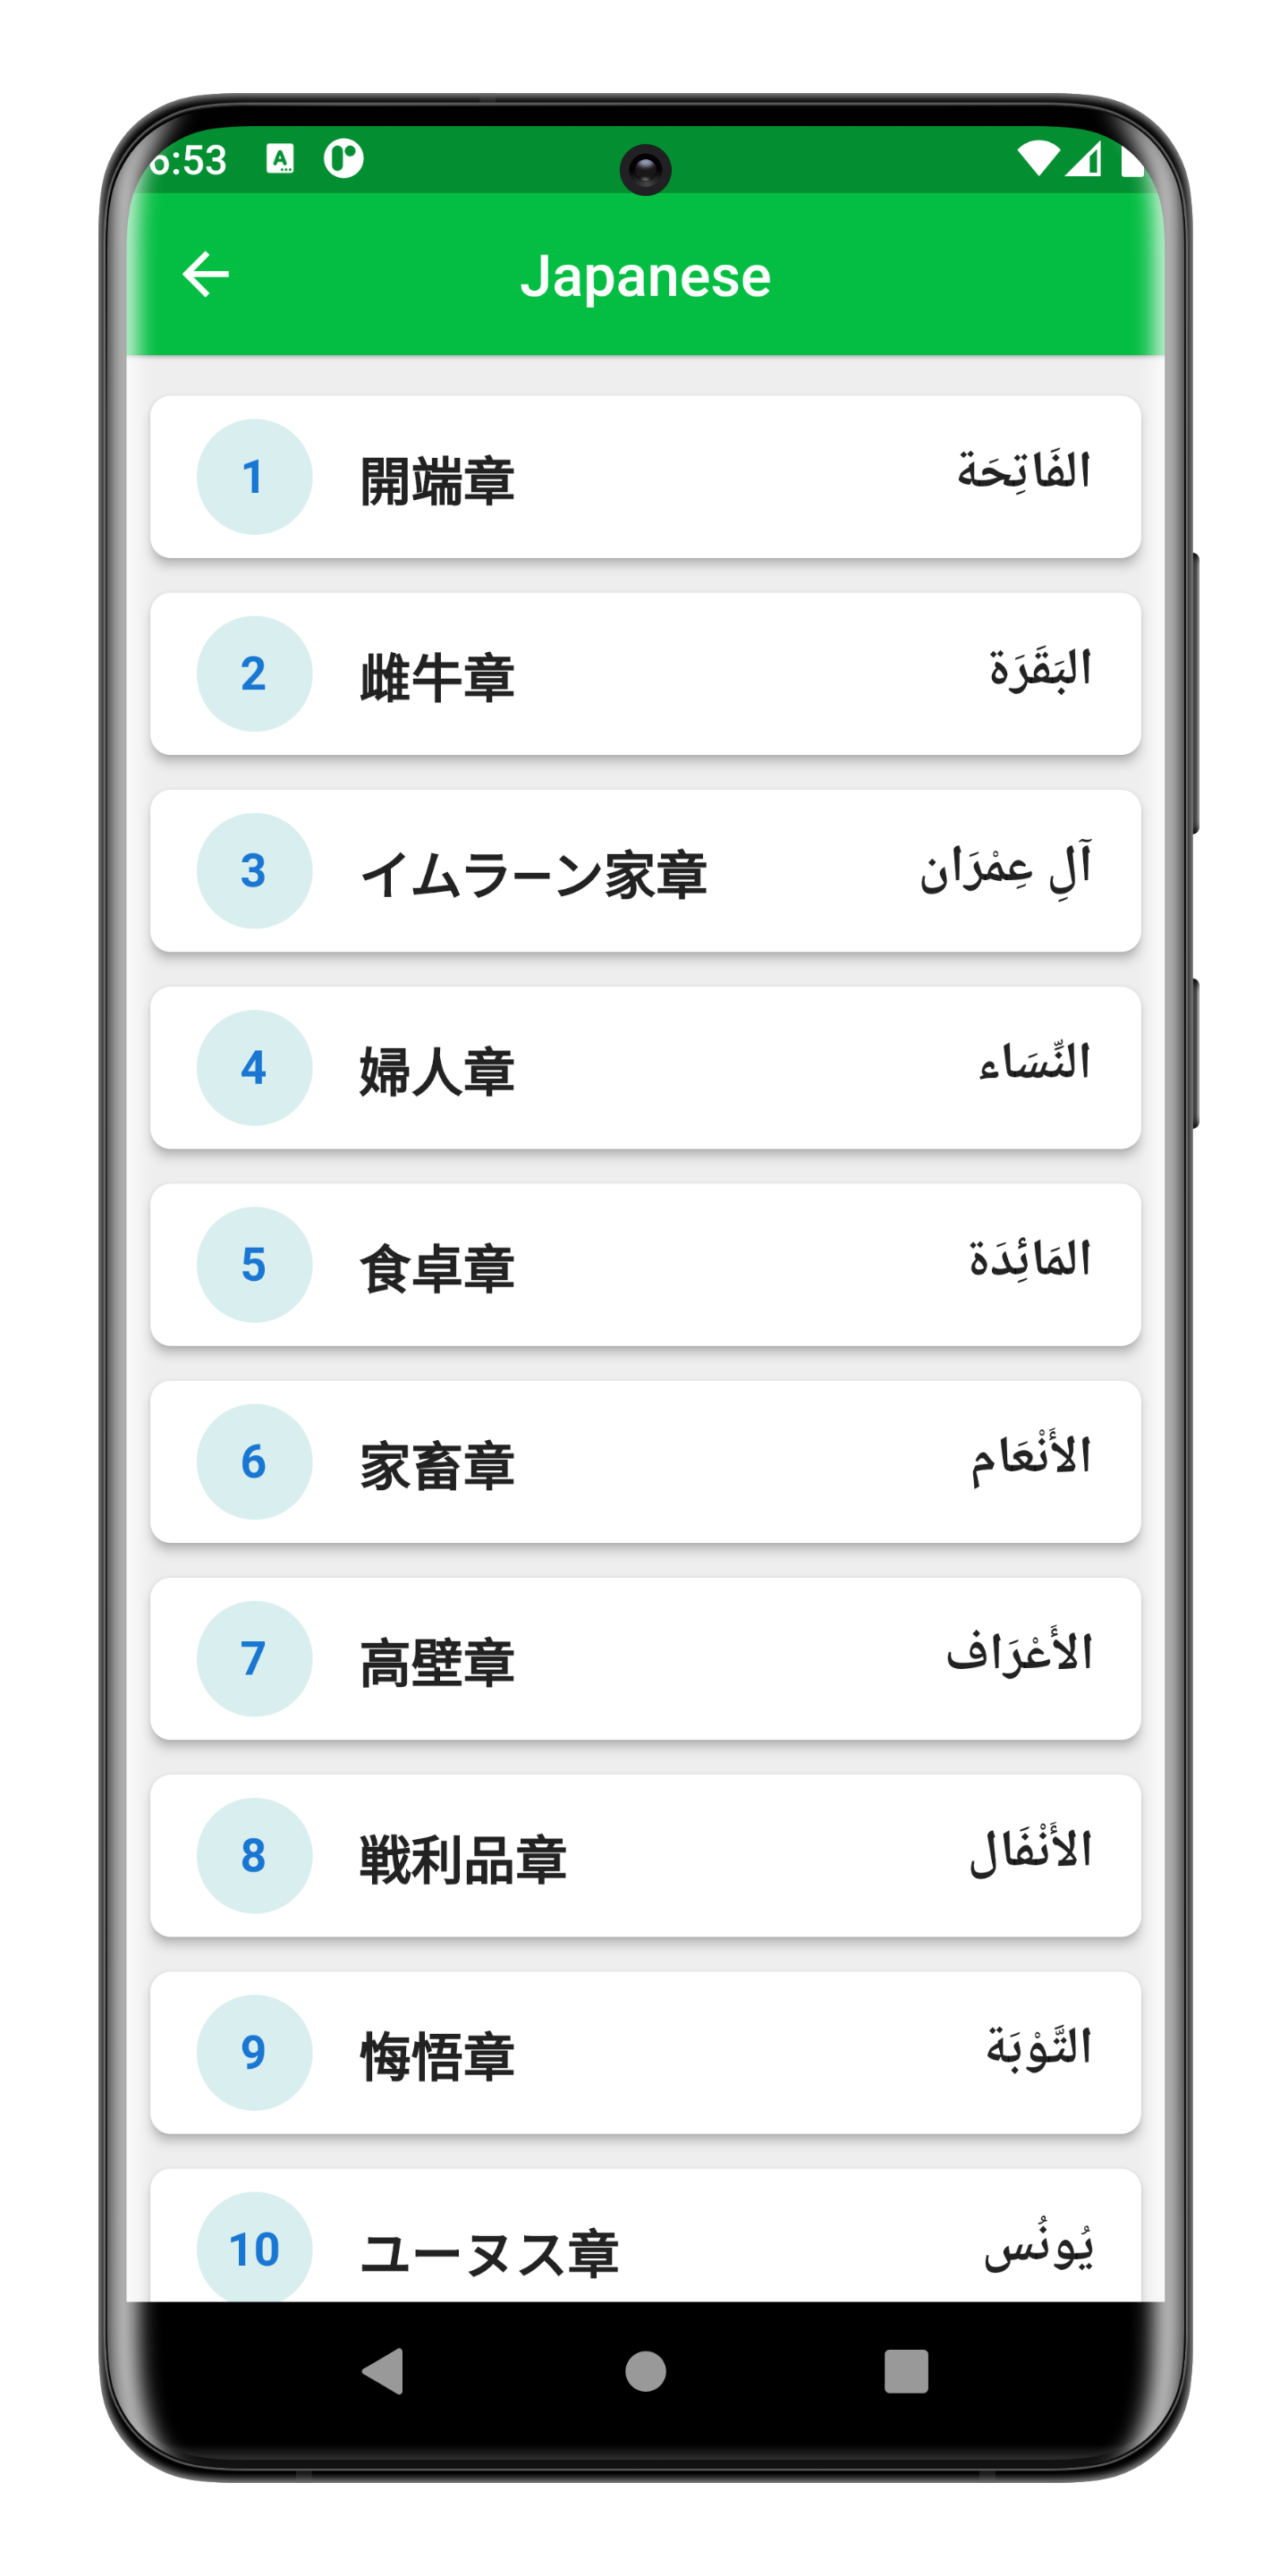 6:53
Japanese
1 開端章 الفَاتِحَة
2 雌牛章 البَقَرَة
3 イムラーン家章 آلِ عِمْرَان
4 婦人章 النِّسَاء
5 食卓章 المَائِدَة
6 家畜章 الأَنْعَام
7 高壁章 الأَعْرَاف
8 戦利品章 الأَنْفَال
9 悔悟章 التَّوْبَة
10 ユーヌス章 يُونُس